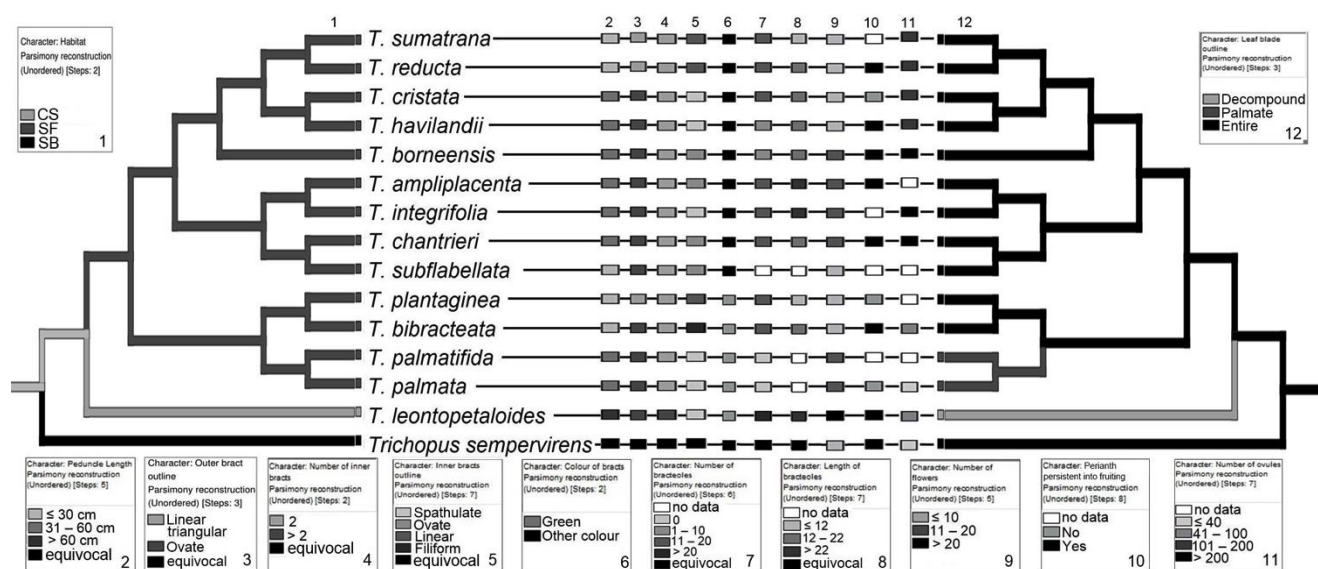 1 2 3 4 5 6 7 8 9 10 11 12
Character: Habitat
Parsimony reconstruction
(Unordered) [Steps: 2]
CS
SF
SB
1
T. sumatrana
T. reducta
T. cristata
T. havilandii
T. borneensis
T. ampliplacenta
T. integrifolia
T. chantrieri
T. subflabellata
T. plantaginea
T. bibracteata
T. palmatifida
T. palmata
T. leontopetaloides
Trichopus sempervirens
Character: Leaf blade
outline
Parsimony reconstruction
(Unordered) [Steps: 3]
Decompound
Palmate
Entire
12
Character: Peduncle Length
Parsimony reconstruction
(Unordered) [Steps: 5]
≤ 30 cm
31 – 60 cm
> 60 cm
equivocal
2
Character: Outer bract
outline
Parsimony reconstruction
(Unordered) [Steps: 3]
Linear
triangular
Ovate
equivocal
3
Character: Number of inner
bracts
Parsimony reconstruction
(Unordered) [Steps: 2]
2
> 2
equivocal
4
Character: Inner bracts
outline
Parsimony reconstruction
(Unordered) [Steps: 7]
Spathulate
Ovate
Linear
Filiform
equivocal
5
Character: Colour of bracts
Parsimony reconstruction
(Unordered) [Steps: 2]
Green
Other colour
6
Character: Number of
bracteoles
Parsimony reconstruction
(Unordered) [Steps: 6]
no data
0
1 – 10
11 – 20
> 20
equivocal
7
Character: Length of
bracteoles
Parsimony reconstruction
(Unordered) [Steps: 7]
no data
≤ 12
12 – 22
> 22
equivocal
8
Character: Number of
flowers
Parsimony reconstruction
(Unordered) [Steps: 5]
≤ 10
11 – 20
> 20
9
Character: Perianth
persistent into fruiting
Parsimony reconstruction
(Unordered) [Steps: 8]
no data
No
Yes
10
Character: Number of ovules
Parsimony reconstruction
(Unordered) [Steps: 7]
no data
≤ 40
41 – 100
101 – 200
> 200
11